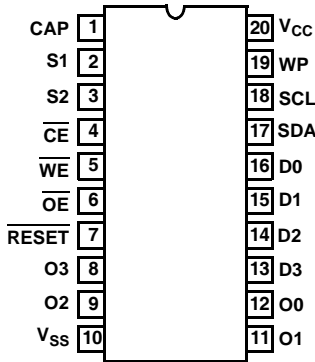 CAP 1 20 VCC
S1 2 19 WP
S2 3 18 SCL
CE 4 17 SDA
WE 5 16 D0
OE 6 15 D1
RESET 7 14 D2
O3 8 13 D3
O2 9 12 O0
VSS 10 11 O1